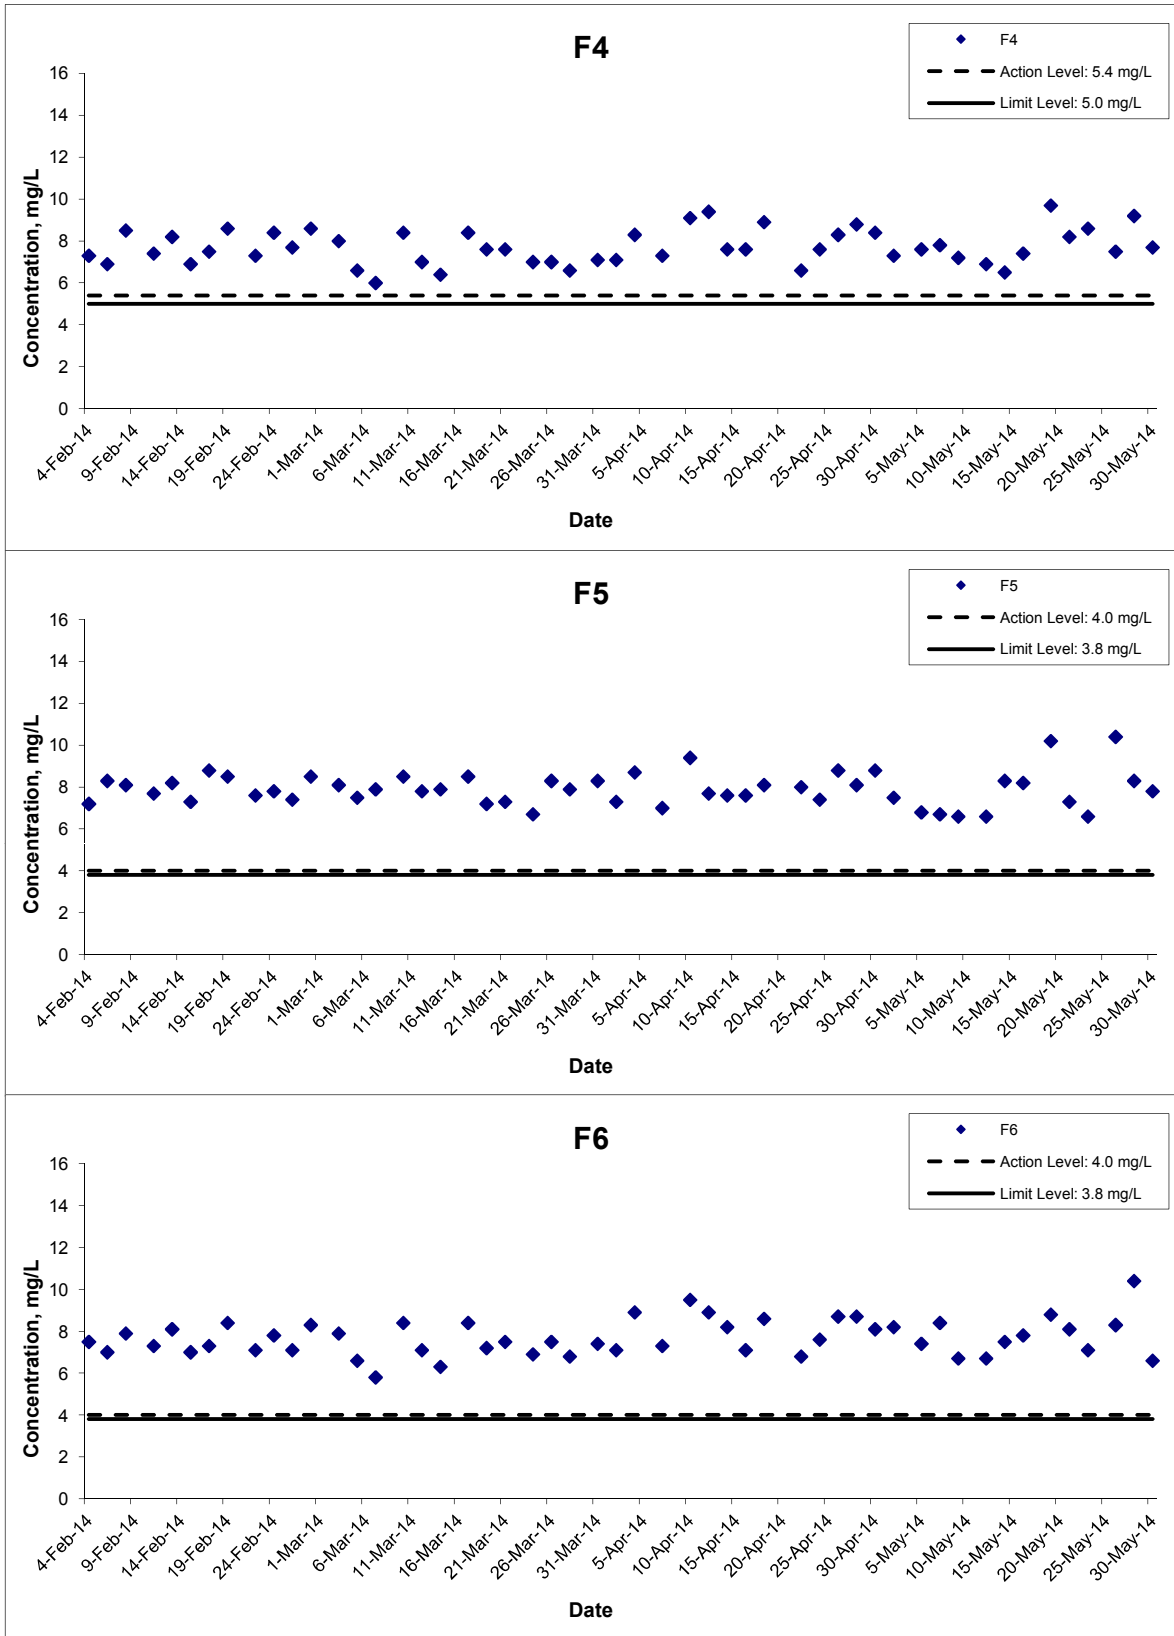 F4
F4
Action Level: 5.4 mg/L
Limit Level: 5.0 mg/L
Concentration, mg/L
16
14
12
10
8
6
4
2
0
4-Feb-14 9-Feb-14 14-Feb-14 19-Feb-14 24-Feb-14 1-Mar-14 6-Mar-14 11-Mar-14 16-Mar-14 21-Mar-14 26-Mar-14 31-Mar-14 5-Apr-14 10-Apr-14 15-Apr-14 20-Apr-14 25-Apr-14 30-Apr-14 5-May-14 10-May-14 15-May-14 20-May-14 25-May-14 30-May-14
Date
F5
F5
Action Level: 4.0 mg/L
Limit Level: 3.8 mg/L
Concentration, mg/L
16
14
12
10
8
6
4
2
0
4-Feb-14 9-Feb-14 14-Feb-14 19-Feb-14 24-Feb-14 1-Mar-14 6-Mar-14 11-Mar-14 16-Mar-14 21-Mar-14 26-Mar-14 31-Mar-14 5-Apr-14 10-Apr-14 15-Apr-14 20-Apr-14 25-Apr-14 30-Apr-14 5-May-14 10-May-14 15-May-14 20-May-14 25-May-14 30-May-14
Date
F6
F6
Action Level: 4.0 mg/L
Limit Level: 3.8 mg/L
Concentration, mg/L
16
14
12
10
8
6
4
2
0
4-Feb-14 9-Feb-14 14-Feb-14 19-Feb-14 24-Feb-14 1-Mar-14 6-Mar-14 11-Mar-14 16-Mar-14 21-Mar-14 26-Mar-14 31-Mar-14 5-Apr-14 10-Apr-14 15-Apr-14 20-Apr-14 25-Apr-14 30-Apr-14 5-May-14 10-May-14 15-May-14 20-May-14 25-May-14 30-May-14
Date